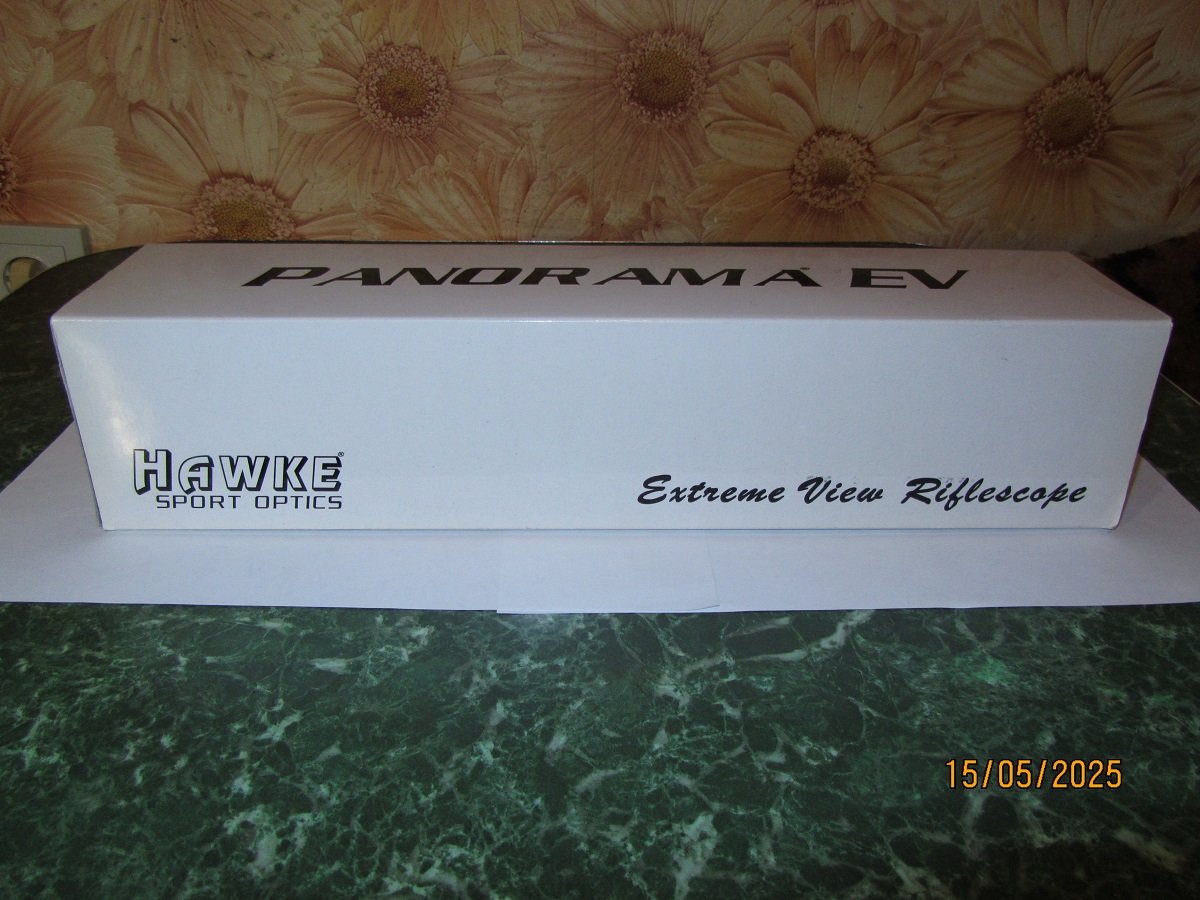 PANORAMA EV
HAWKE®
SPORT OPTICS
Extreme View Riflescope
15/05/2025